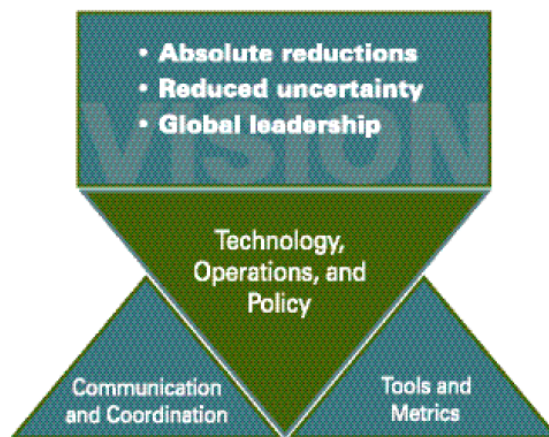 VISION
• Absolute reductions
• Reduced uncertainty
• Global leadership
Technology,
Operations, and
Policy
Communication
and Coordination
Tools and
Metrics